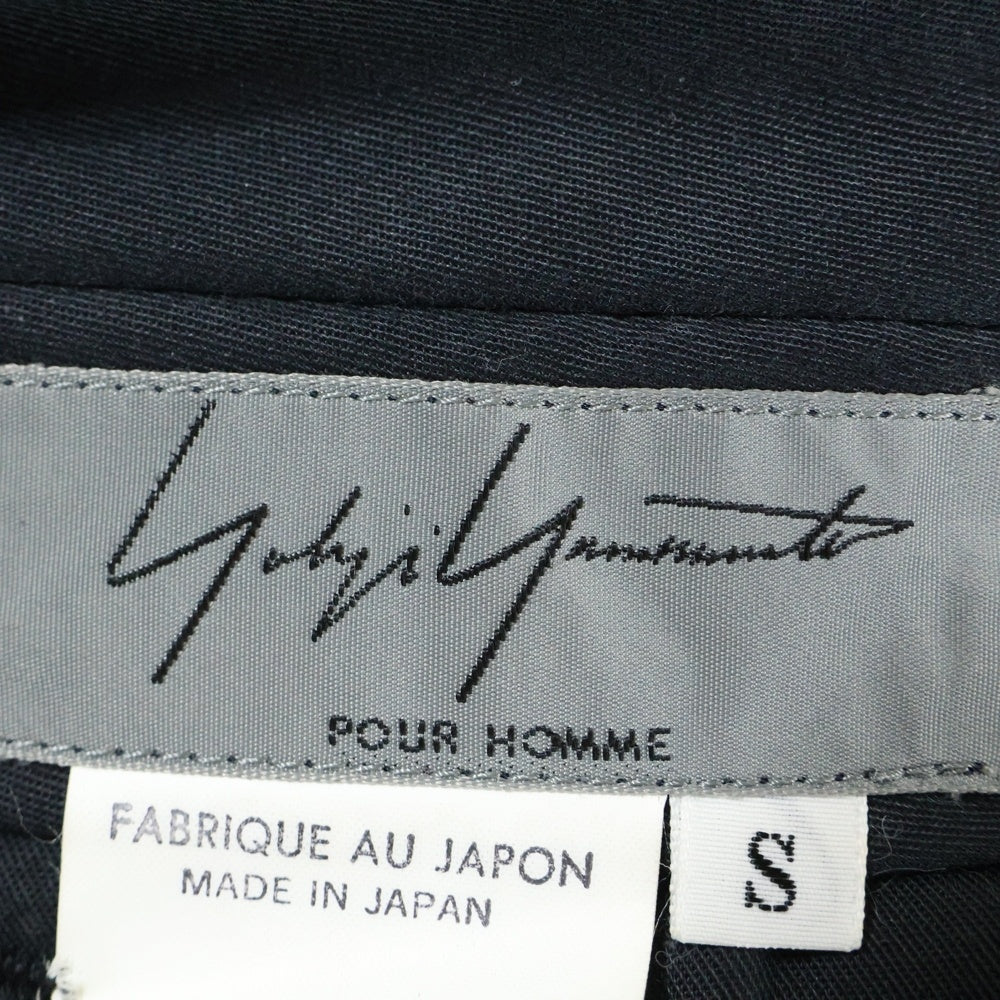 Yohji Yamamoto
POUR HOMME
FABRIQUE AU JAPON
MADE IN JAPAN
S